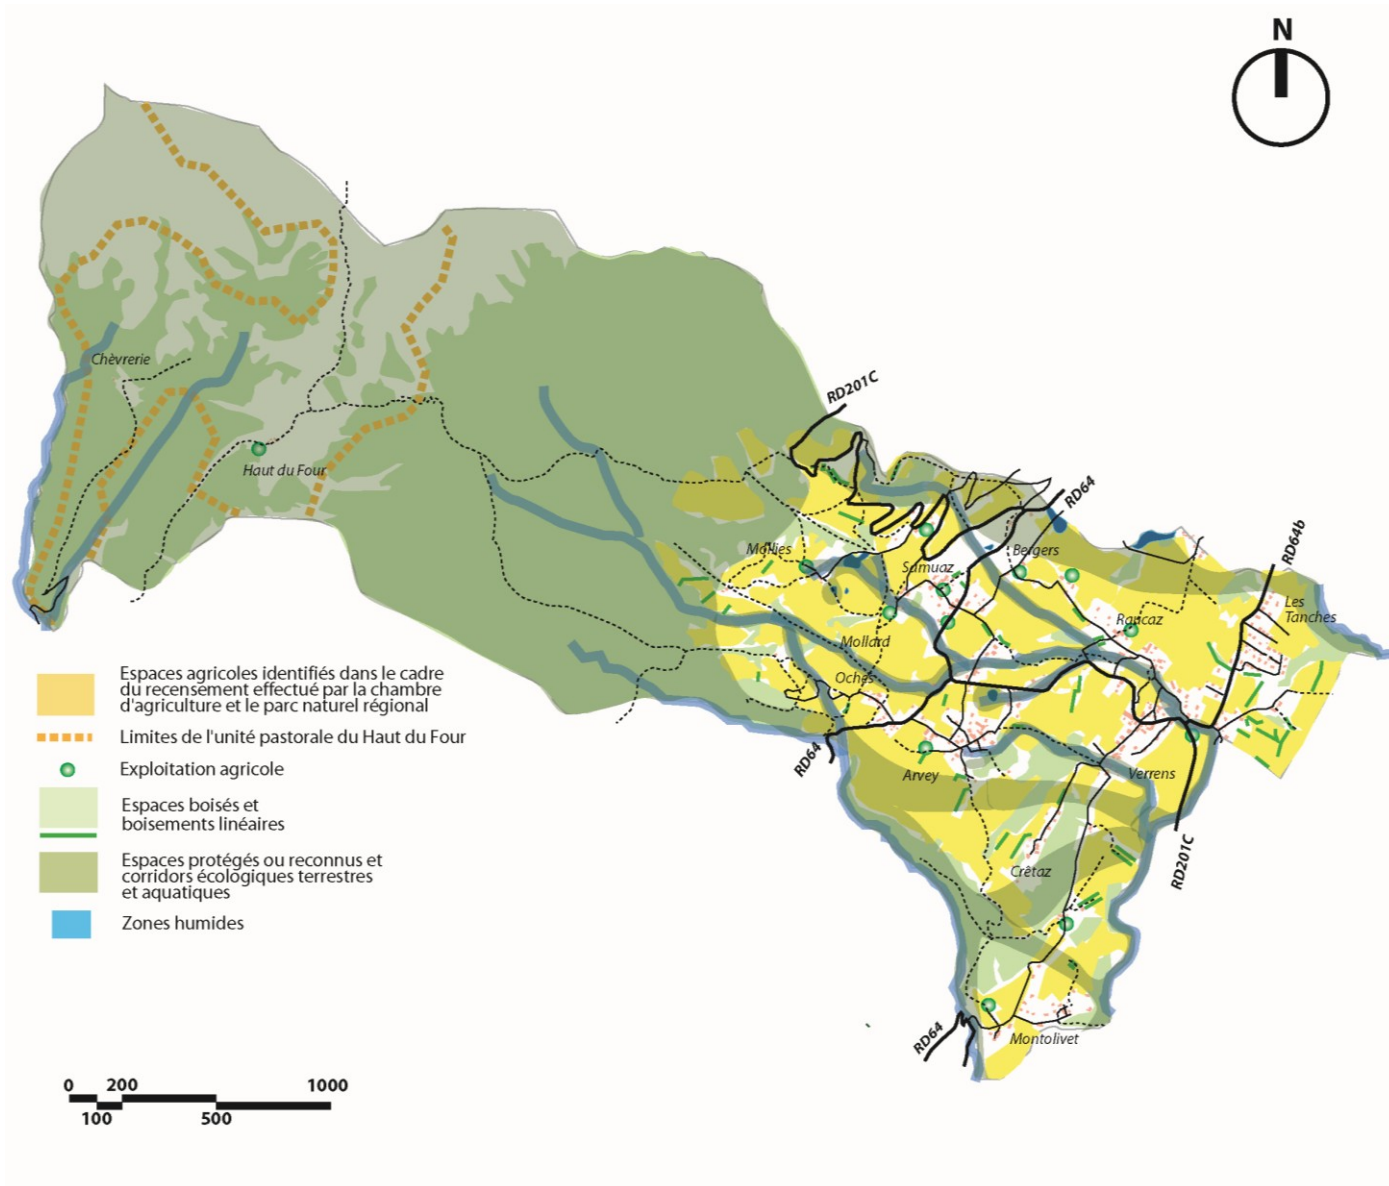 N
RD201C
RD64
RD64b
Chèvrerie
Haut du Four
Mollies
Samuaz
Bergers
Les
Tanches
Rancaz
Mollard
Oches
RD64
Arvey
Verrens
RD201C
Crêtaz
RD64
Montolivet
Espaces agricoles identifiés dans le cadre
du recensement effectué par la chambre
d'agriculture et le parc naturel régional
Limites de l'unité pastorale du Haut du Four
Exploitation agricole
Espaces boisés et
boisements linéaires
Espaces protégés ou reconnus et
corridors écologiques terrestres
et aquatiques
Zones humides
0 200 1000
100 500